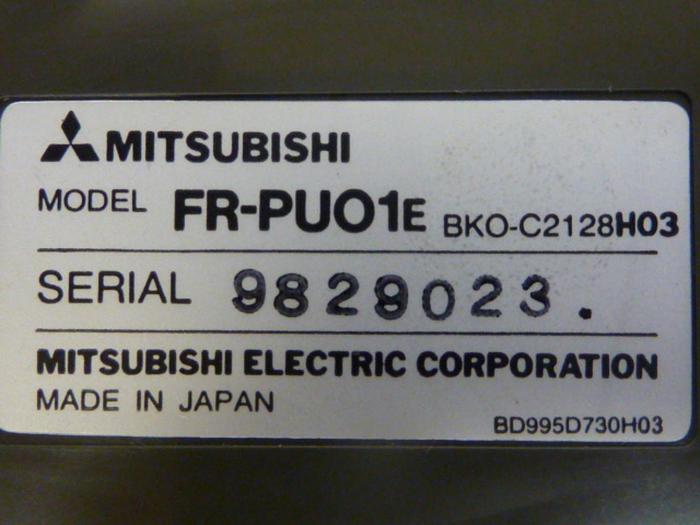 MITSUBISHI
MODEL FR-PU01E BKO-C2128H03
SERIAL 9829023.
MITSUBISHI ELECTRIC CORPORATION
MADE IN JAPAN
BD995D730H03